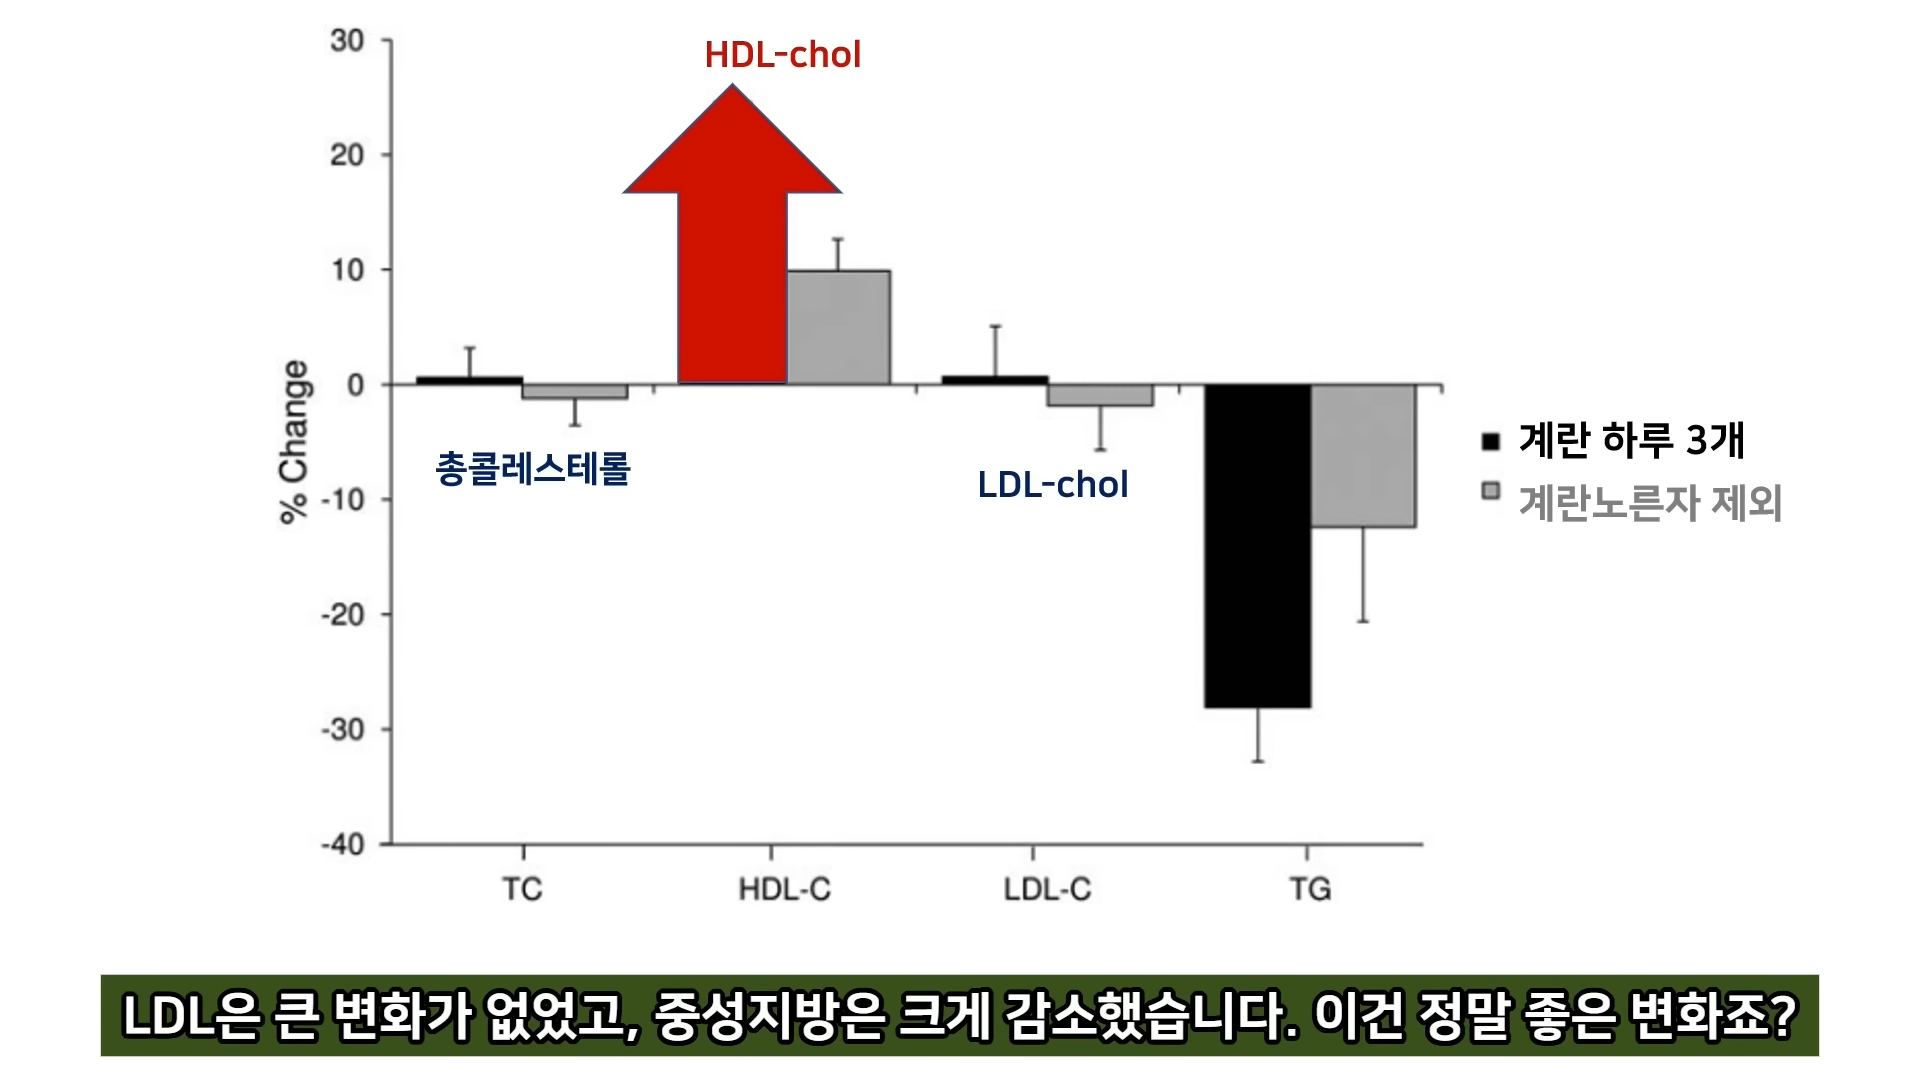 HDL-chol
30
20
10
0
-10
-20
-30
-40
% Change
총콜레스테롤
LDL-chol
계란 하루 3개
계란노른자 제외
TC
HDL-C
LDL-C
TG
LDL은 큰 변화가 없었고, 중성지방은 크게 감소했습니다. 이건 정말 좋은 변화죠?